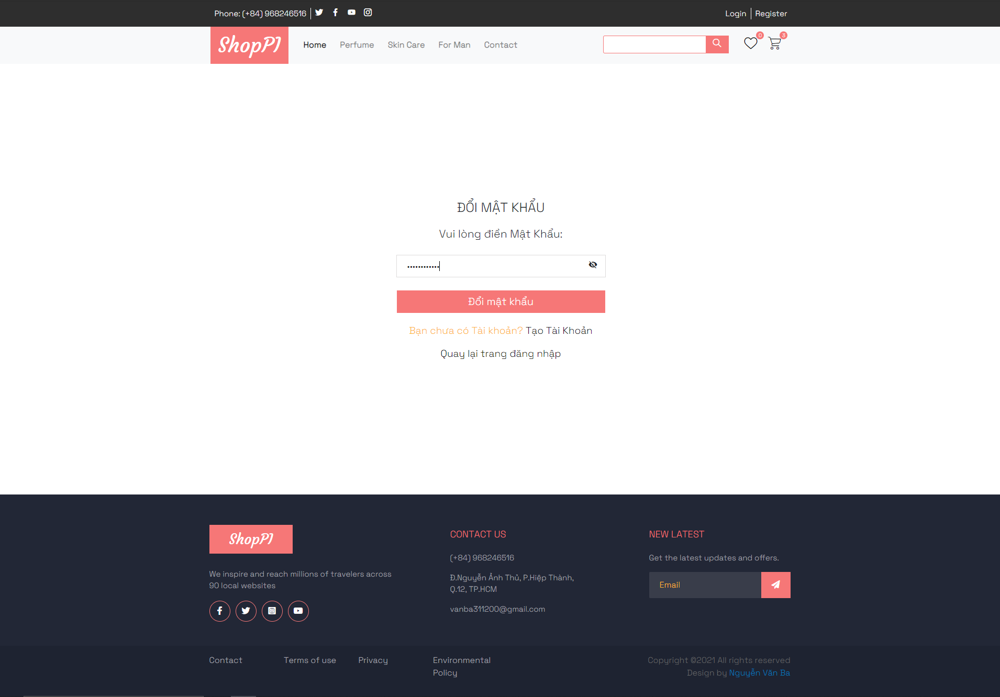 Phone: (+84) 968246516
Login
Register
ShopPI
Home
Perfume
Skin Care
For Man
Contact
0
3
ĐỔI MẬT KHẨU
Vui lòng điền Mật Khẩu:
••••••••••••
Đổi mật khẩu
Bạn chưa có Tài khoản? Tạo Tài Khoản
Quay lại trang đăng nhập
ShopPI
We inspire and reach millions of travelers across
90 local websites
CONTACT US
(+84) 968246516
Đ.Nguyễn Ảnh Thủ, P.Hiệp Thành,
Q.12, TP.HCM
vanba311200@gmail.com
NEW LATEST
Get the latest updates and offers.
Email
Contact
Terms of use
Privacy
Environmental
Policy
Copyright ©2021 All rights reserved
Design by Nguyễn Văn Ba